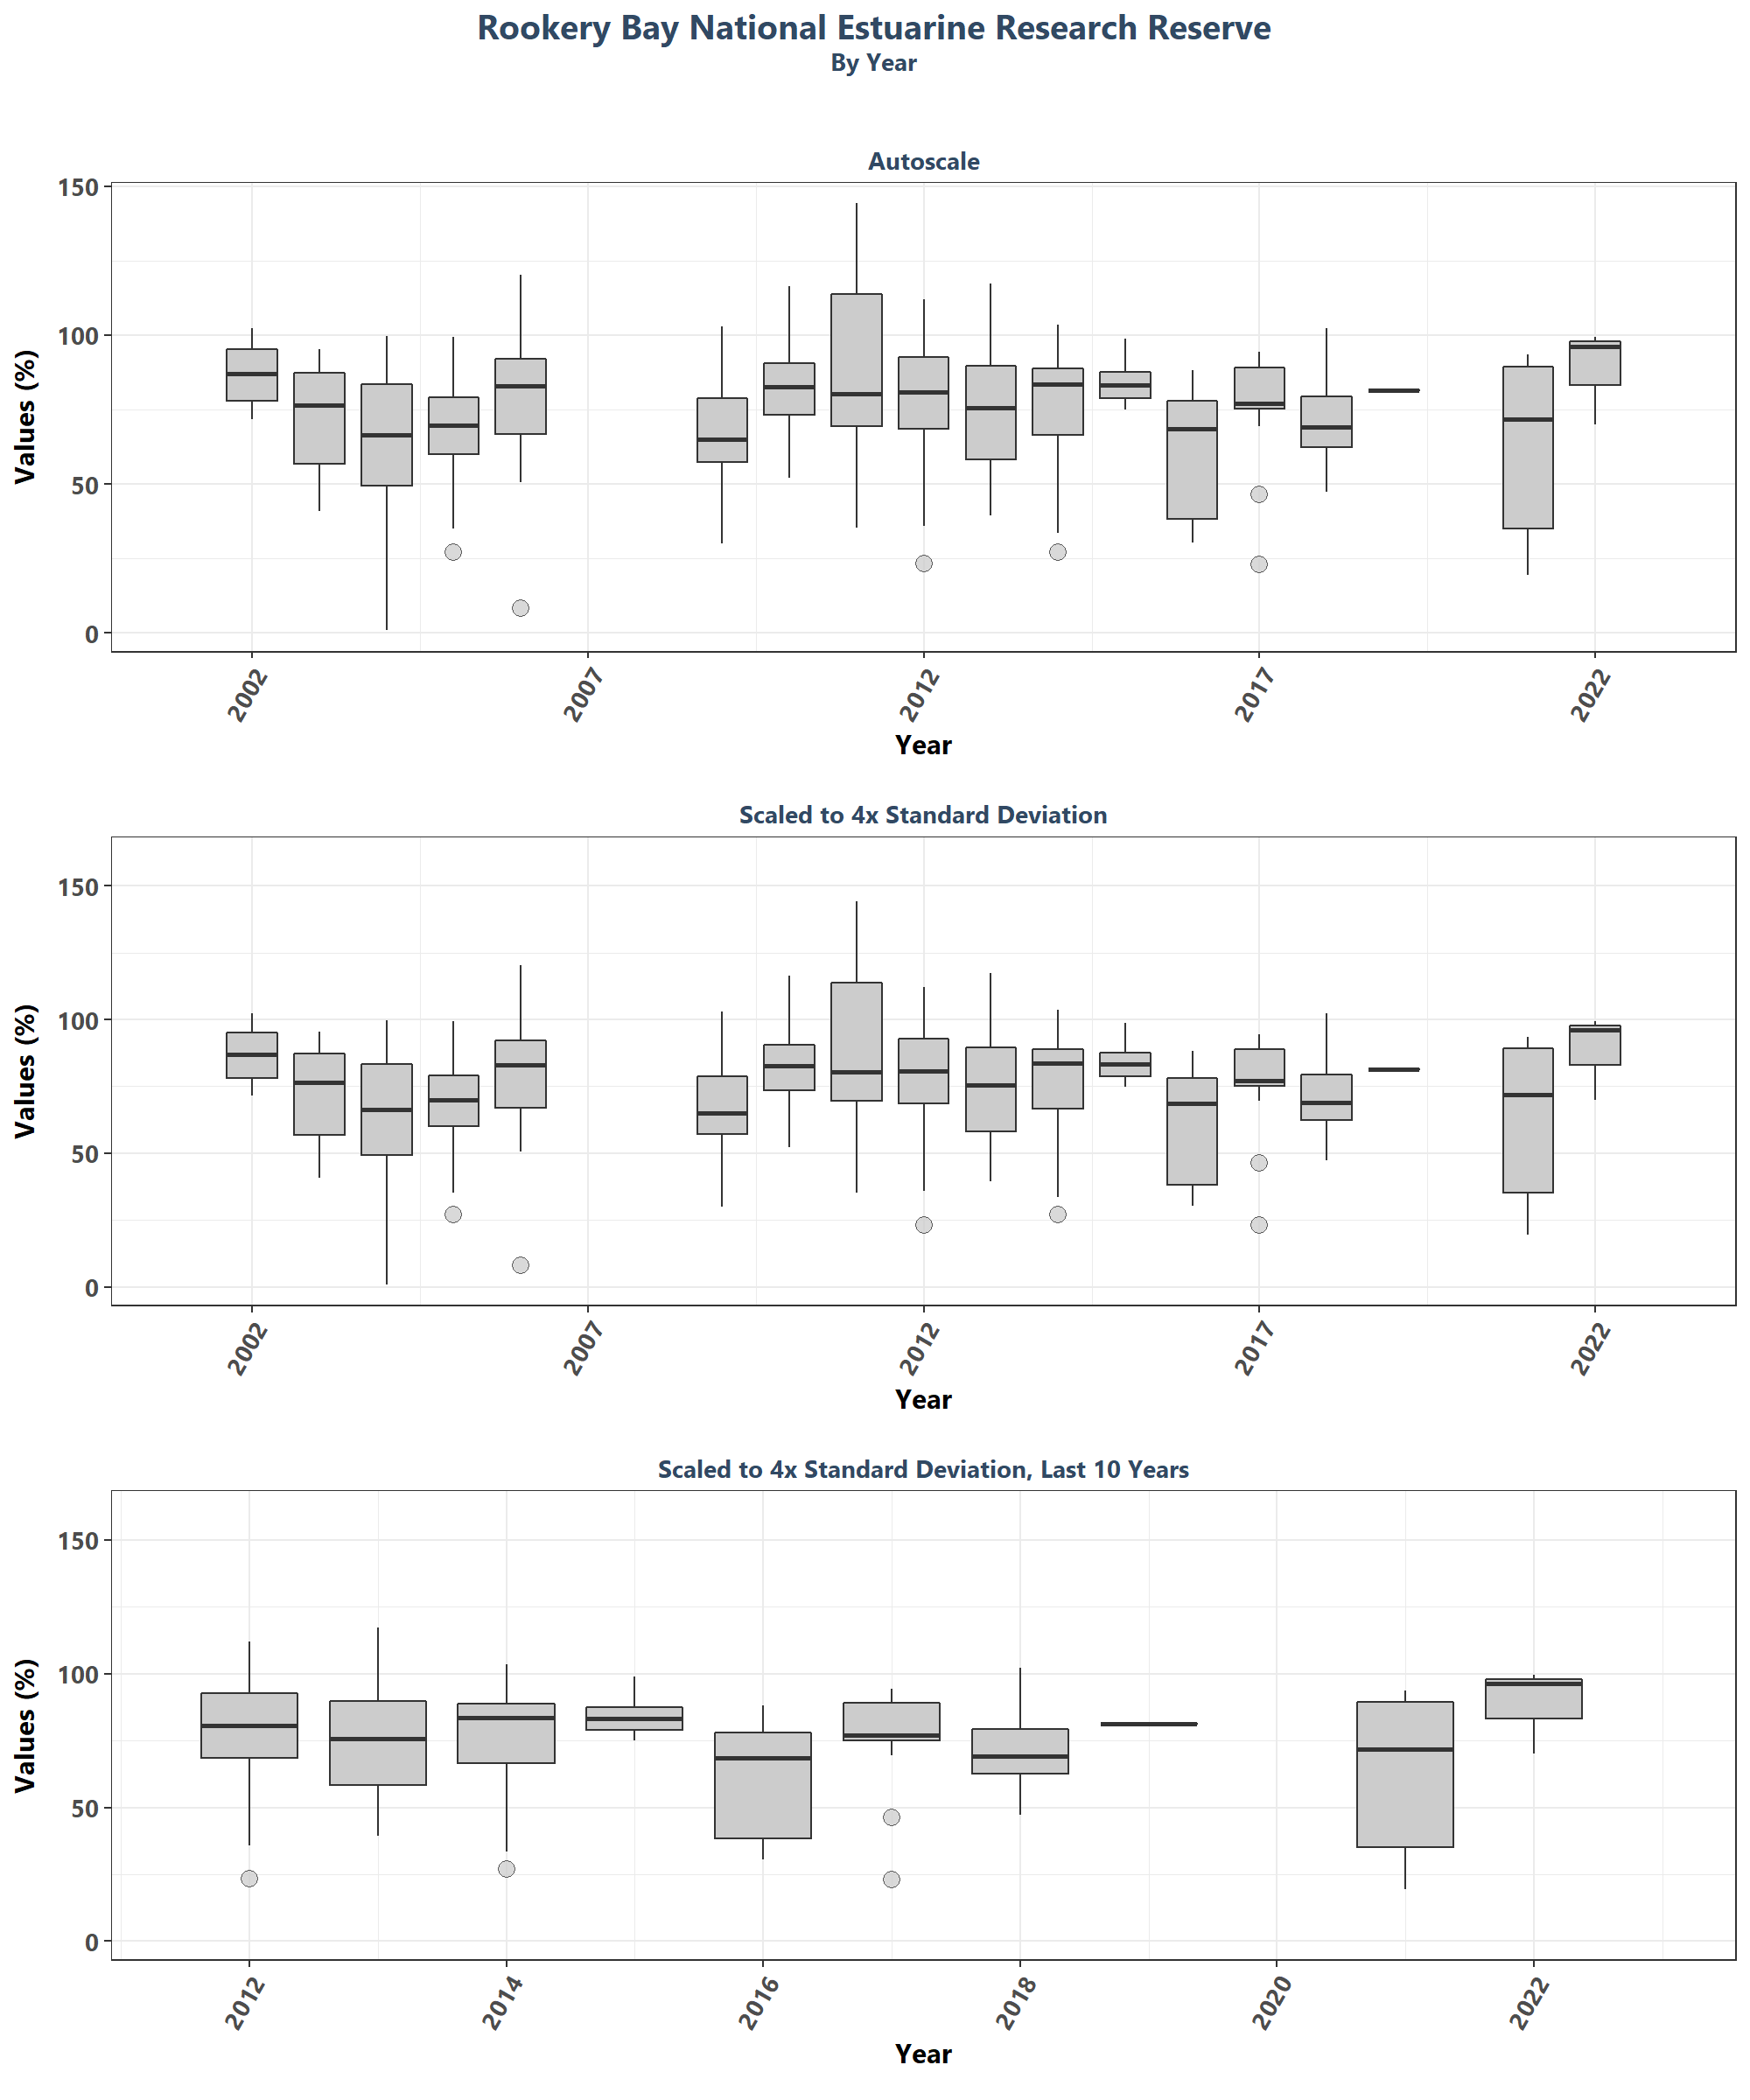 Rookery Bay National Estuarine Research Reserve
By Year
Autoscale
150
100
50
0
Values (%)
2002
2007
2012
2017
2022
Year
Scaled to 4x Standard Deviation
150
100
50
0
Values (%)
2002
2007
2012
2017
2022
Year
Scaled to 4x Standard Deviation, Last 10 Years
150
100
50
0
Values (%)
2012
2014
2016
2018
2020
2022
Year